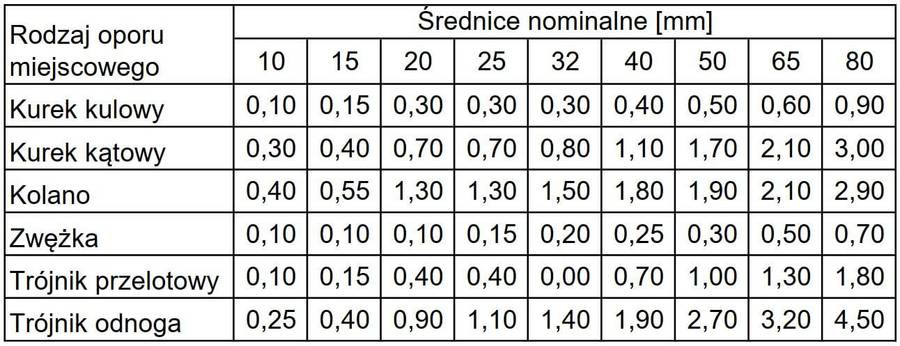 Rodzaj oporu miejscowego Średnice nominalne [mm]
10 15 20 25 32 40 50 65 80
Kurek kulowy 0,10 0,15 0,30 0,30 0,30 0,40 0,50 0,60 0,90
Kurek kątowy 0,30 0,40 0,70 0,70 0,80 1,10 1,70 2,10 3,00
Kolano 0,40 0,55 1,30 1,30 1,50 1,80 1,90 2,10 2,90
Zwężka 0,10 0,10 0,10 0,15 0,20 0,25 0,30 0,50 0,70
Trójnik przelotowy 0,10 0,15 0,40 0,40 0,00 0,70 1,00 1,30 1,80
Trójnik odnoga 0,25 0,40 0,90 1,10 1,40 1,90 2,70 3,20 4,50